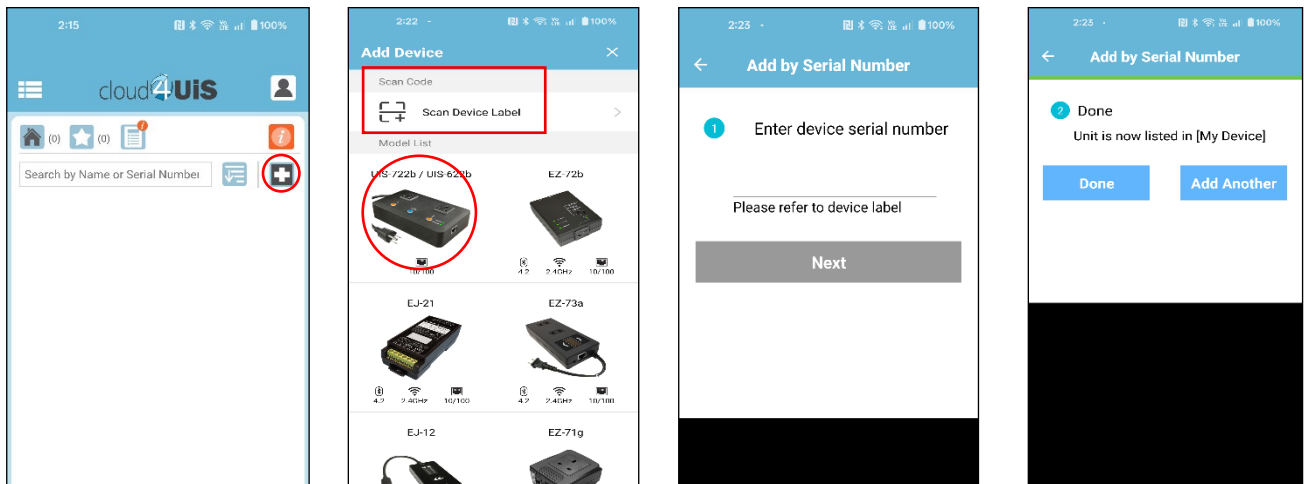 2:15
100%
cloud4UiS
(0)
(0)
Search by Name or Serial Number
2:22
100%
Add Device
Scan Code
Scan Device Label
Model List
UIS-722b / UIS-622b
EZ-72b
10/100
4.2
2.4GHz
10/100
EJ-21
EZ-73a
4.2
2.4GHz
10/100
4.2
2.4GHz
10/100
EJ-12
EZ-71g
2:23
100%
Add by Serial Number
1
Enter device serial number
Please refer to device label
Next
2:23
100%
Add by Serial Number
2 Done
Unit is now listed in [My Device]
Done
Add Another